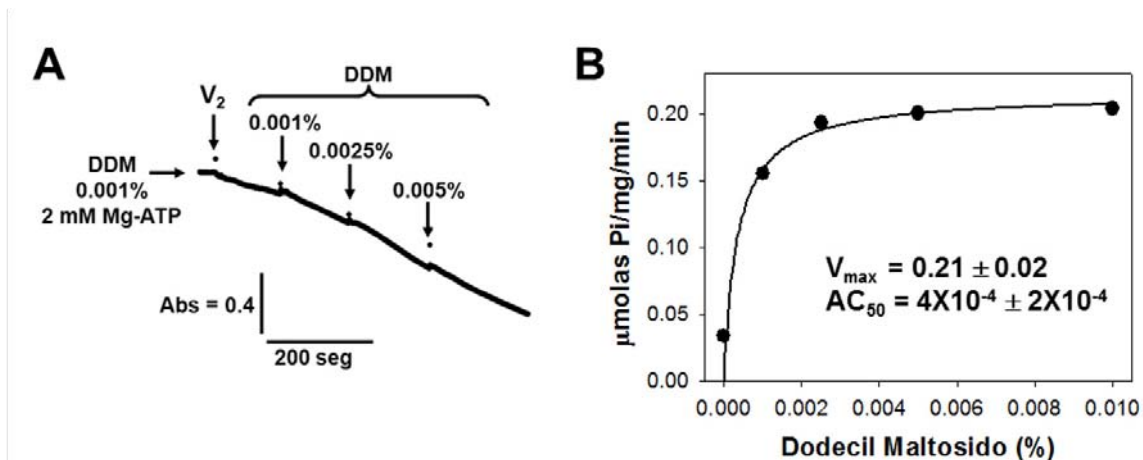 A
DDM
V2
0.001%
0.0025%
0.005%
DDM
0.001%
2 mM Mg-ATP
Abs = 0.4
200 seg
B
μmolas Pi/mg/min
0.20
0.15
0.10
0.05
0.00
Vmax = 0.21 ± 0.02
AC50 = 4X10-4 ± 2X10-4
0.000 0.002 0.004 0.006 0.008 0.010
Dodecil Maltosido (%)